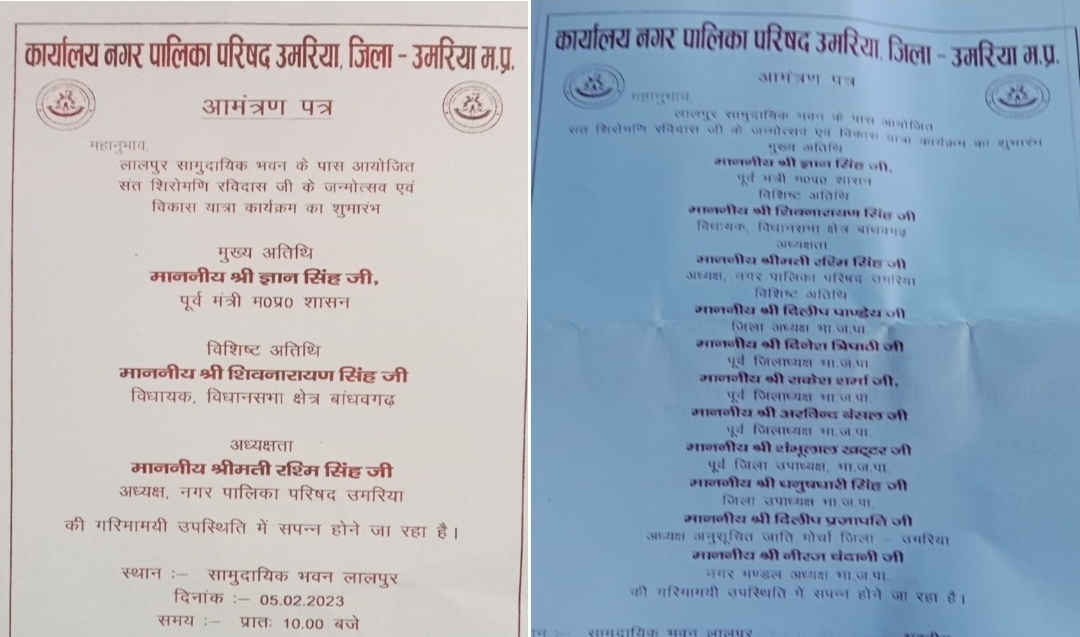 कार्यालय नगर पालिका परिषद उमरिया, जिला - उमरिया म.प्र.
आमंत्रण पत्र
महानुभाव,
लालपुर सामुदायिक भवन के पास आयोजित
संत शिरोमणि रविदास जी के जन्मोत्सव एवं
विकास यात्रा कार्यक्रम का शुभारंभ
मुख्य अतिथि
माननीय श्री ज्ञान सिंह जी,
पूर्व मंत्री म०प्र० शासन
विशिष्ट अतिथि
माननीय श्री शिवनारायण सिंह जी
विधायक, विधानसभा क्षेत्र बांधवगढ़
अध्यक्षता
माननीय श्रीमती रश्मि सिंह जी
अध्यक्ष, नगर पालिका परिषद उमरिया
की गरिमामयी उपस्थिति में सपन्न होने जा रहा है।
स्थान :– सामुदायिक भवन लालपुर
दिनांक :– 05.02.2023
समय :– प्रातः 10.00 बजे
कार्यालय नगर पालिका परिषद उमरिया, जिला - उमरिया म.प्र.
आमंत्रण पत्र
महानुभाव,
लालपुर सामुदायिक भवन के पास आयोजित
संत शिरोमणि रविदास जी के जन्मोत्सव एवं विकास यात्रा कार्यक्रम का शुभारंभ
मुख्य अतिथि
माननीय श्री ज्ञान सिंह जी,
पूर्व मंत्री म०प्र० शासन
विशिष्ट अतिथि
माननीय श्री शिवनारायण सिंह जी
विधायक, विधानसभा क्षेत्र बांधवगढ़
अध्यक्षता
माननीय श्रीमती रश्मि सिंह जी
अध्यक्ष, नगर पालिका परिषद उमरिया
विशिष्ट अतिथि
माननीय श्री दिलीप पाण्डेय जी
जिला अध्यक्ष भा.ज.पा.
माननीय श्री दिनेश त्रिपाठी जी
पूर्व जिलाध्यक्ष भा.ज.पा.
माननीय श्री राकेश शर्मा जी,
पूर्व जिलाध्यक्ष भा.ज.पा.
माननीय श्री अरविन्द बंसल जी
पूर्व जिलाध्यक्ष भा.ज.पा.
माननीय श्री शंभूलाल खट्टर जी
पूर्व जिला उपाध्यक्ष, भा.ज.पा.
माननीय श्री धनुषधारी सिंह जी
जिला उपाध्यक्ष भा.ज.पा.
माननीय श्री दिलीप प्रजापति जी
अध्यक्ष अनुसूचित जाति मोर्चा जिला – उमरिया
माननीय श्री नीरज चंदानी जी
नगर मण्डल अध्यक्ष भा.ज.पा.
की गरिमामयी उपस्थिति में सपन्न होने जा रहा है।
सामुदायिक भवन लालपुर